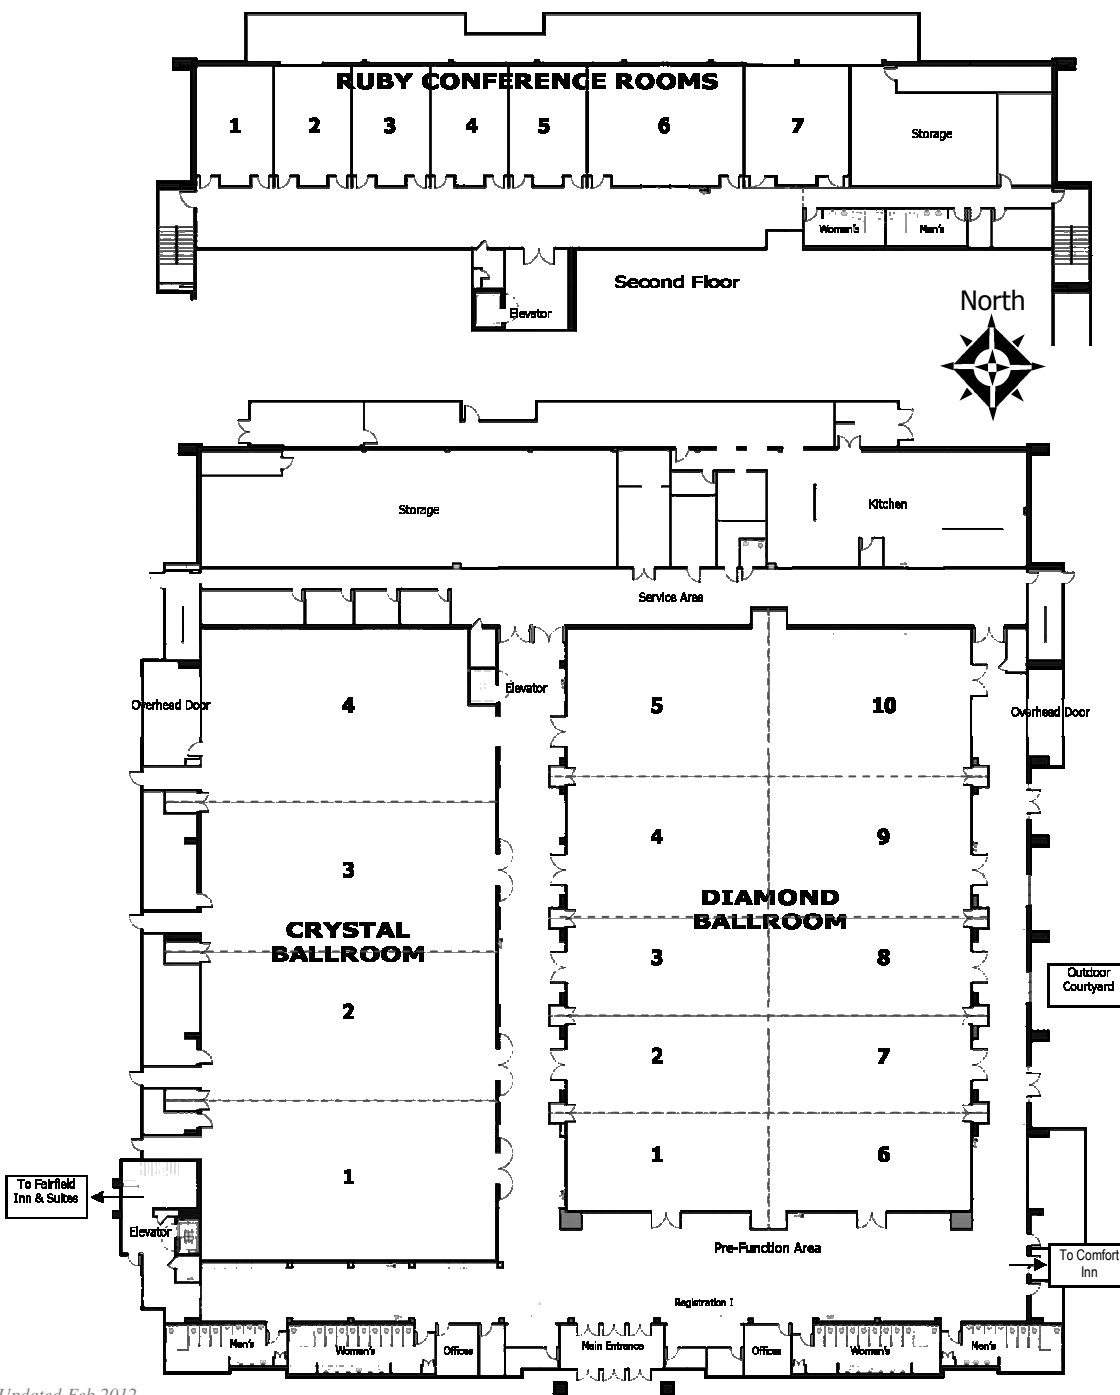 RUBY CONFERENCE ROOMS
1 2 3 4 5 6 7 Storage
Women's Men's
Second Floor
Elevator
North
Storage Kitchen
Service Area
Elevator
Overhead Door 4 5 10 Overhead Door
3 4 9
CRYSTAL
BALLROOM
DIAMOND
BALLROOM
3 8
Outdoor
Courtyard
2 2 7
1 1 6
To Fairfield
Inn & Suites
Elevator
Pre-Function Area
To Comfort
Inn
Registration I
Men's Women's Offices Main Entrance Offices Women's Men's
Updated Feb 2012